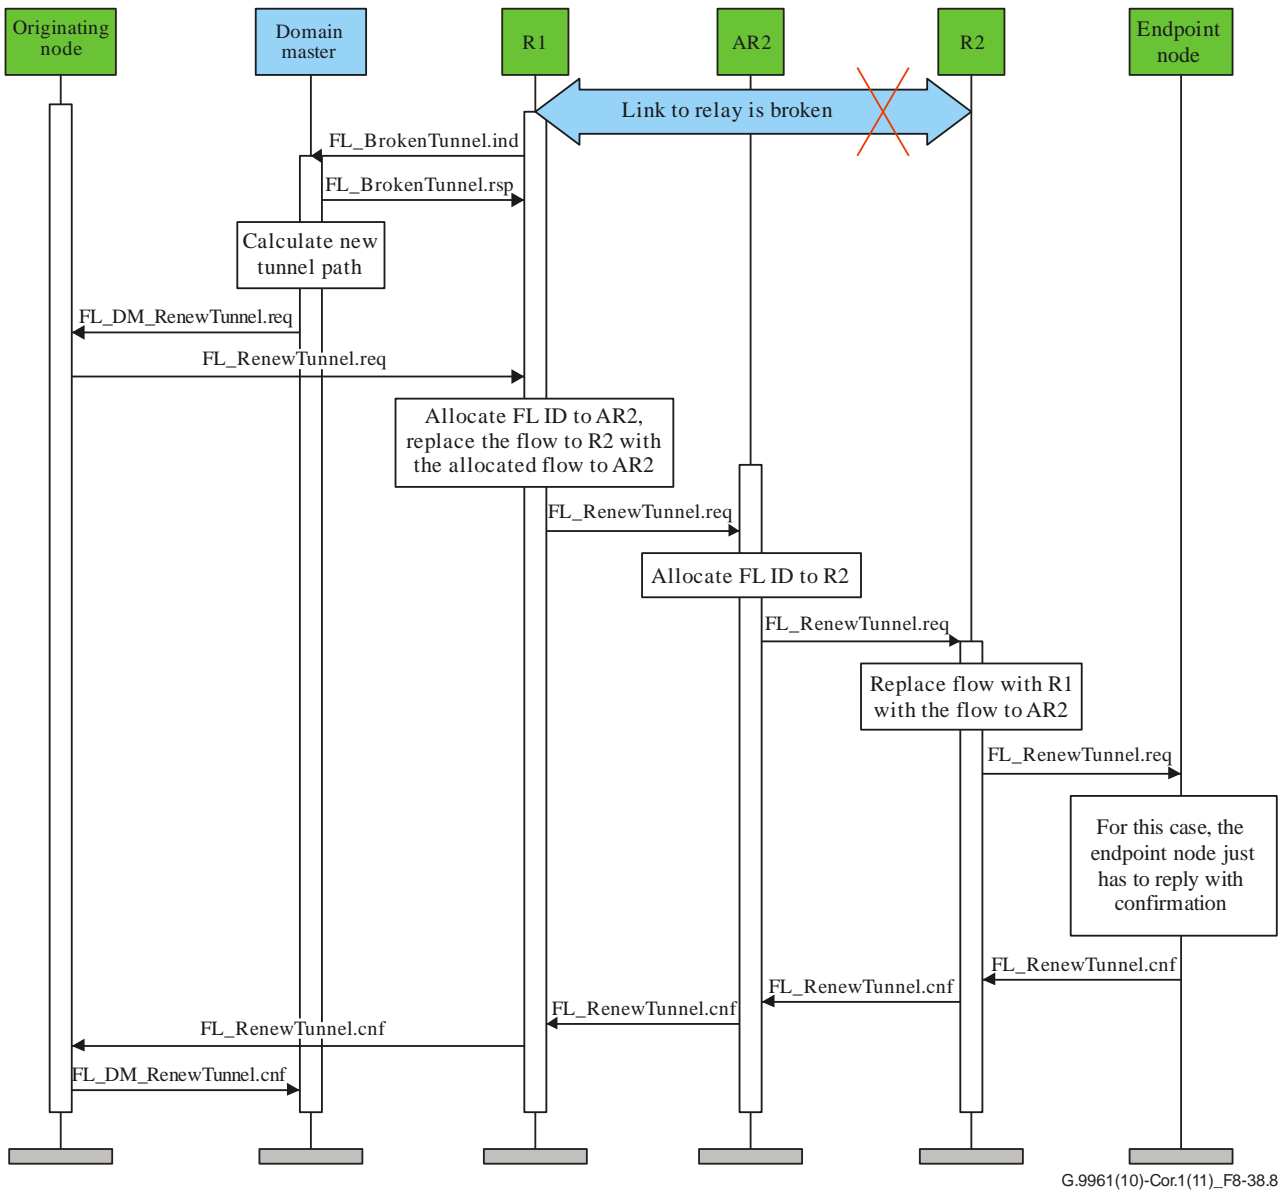 Originating
node
Domain
master
R1
AR2
R2
Endpoint
node
Link to relay is broken
FL_BrokenTunnel.ind
FL_BrokenTunnel.rsp
Calculate new
tunnel path
FL_DM_RenewTunnel.req
FL_RenewTunnel.req
Allocate FL ID to AR2,
replace the flow to R2 with
the allocated flow to AR2
FL_RenewTunnel.req
Allocate FL ID to R2
FL_RenewTunnel.req
Replace flow with R1
with the flow to AR2
FL_RenewTunnel.req
For this case, the
endpoint node just
has to reply with
confirmation
FL_RenewTunnel.cnf
FL_RenewTunnel.cnf
FL_RenewTunnel.cnf
FL_RenewTunnel.cnf
FL_DM_RenewTunnel.cnf
G.9961(10)-Cor.1(11)_F8-38.8